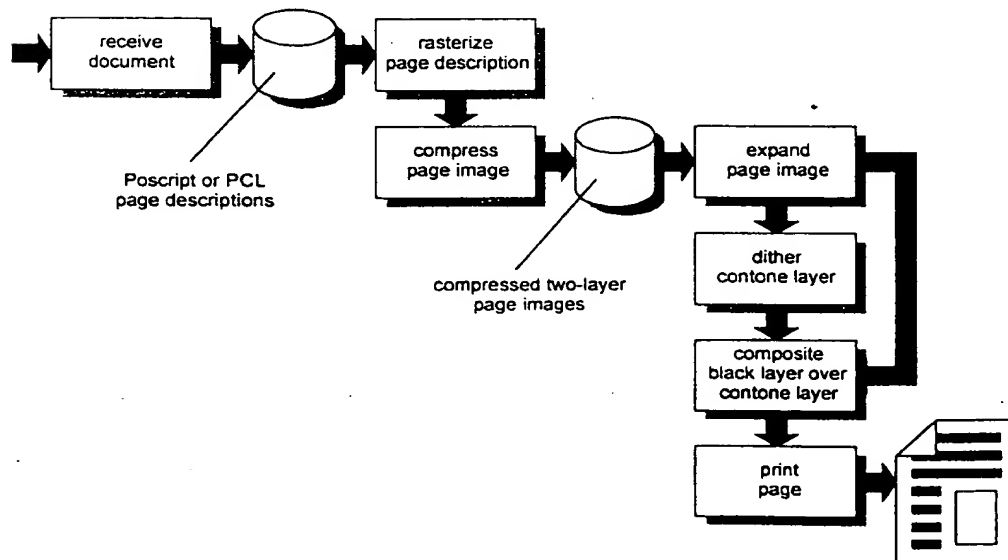 receive
document
rasterize
page description
compress
page image
expand
page image
Poscript or PCL
page descriptions
dither
contone layer
compressed two-layer
page images
composite
black layer over
contone layer
print
page